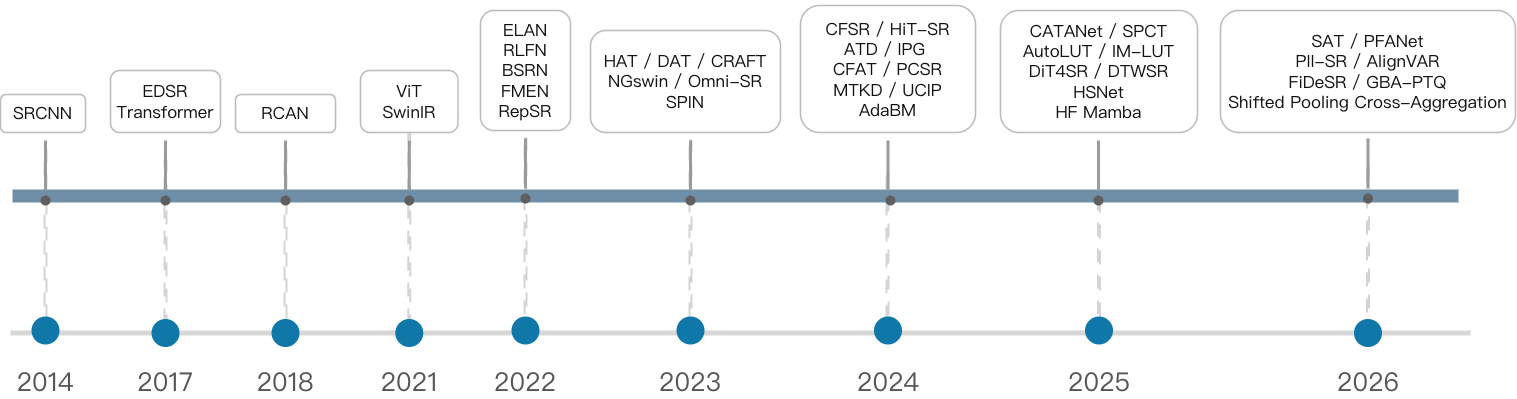 SRCNN
EDSR
Transformer
RCAN
ViT
SwinIR
ELAN
RLFN
BSRN
FMEN
RepSR
HAT / DAT / CRAFT
NGswin / Omni-SR
SPIN
CFSR / HiT-SR
ATD / IPG
CFAT / PCSR
MTKD / UCIP
AdaBM
CATANet / SPCT
AutoLUT / IM-LUT
DiT4SR / DTWSR
HSNet
HF Mamba
SAT / PFANet
PII-SR / AlignVAR
FiDeSR / GBA-PTQ
Shifted Pooling Cross-Aggregation
2014
2017
2018
2021
2022
2023
2024
2025
2026